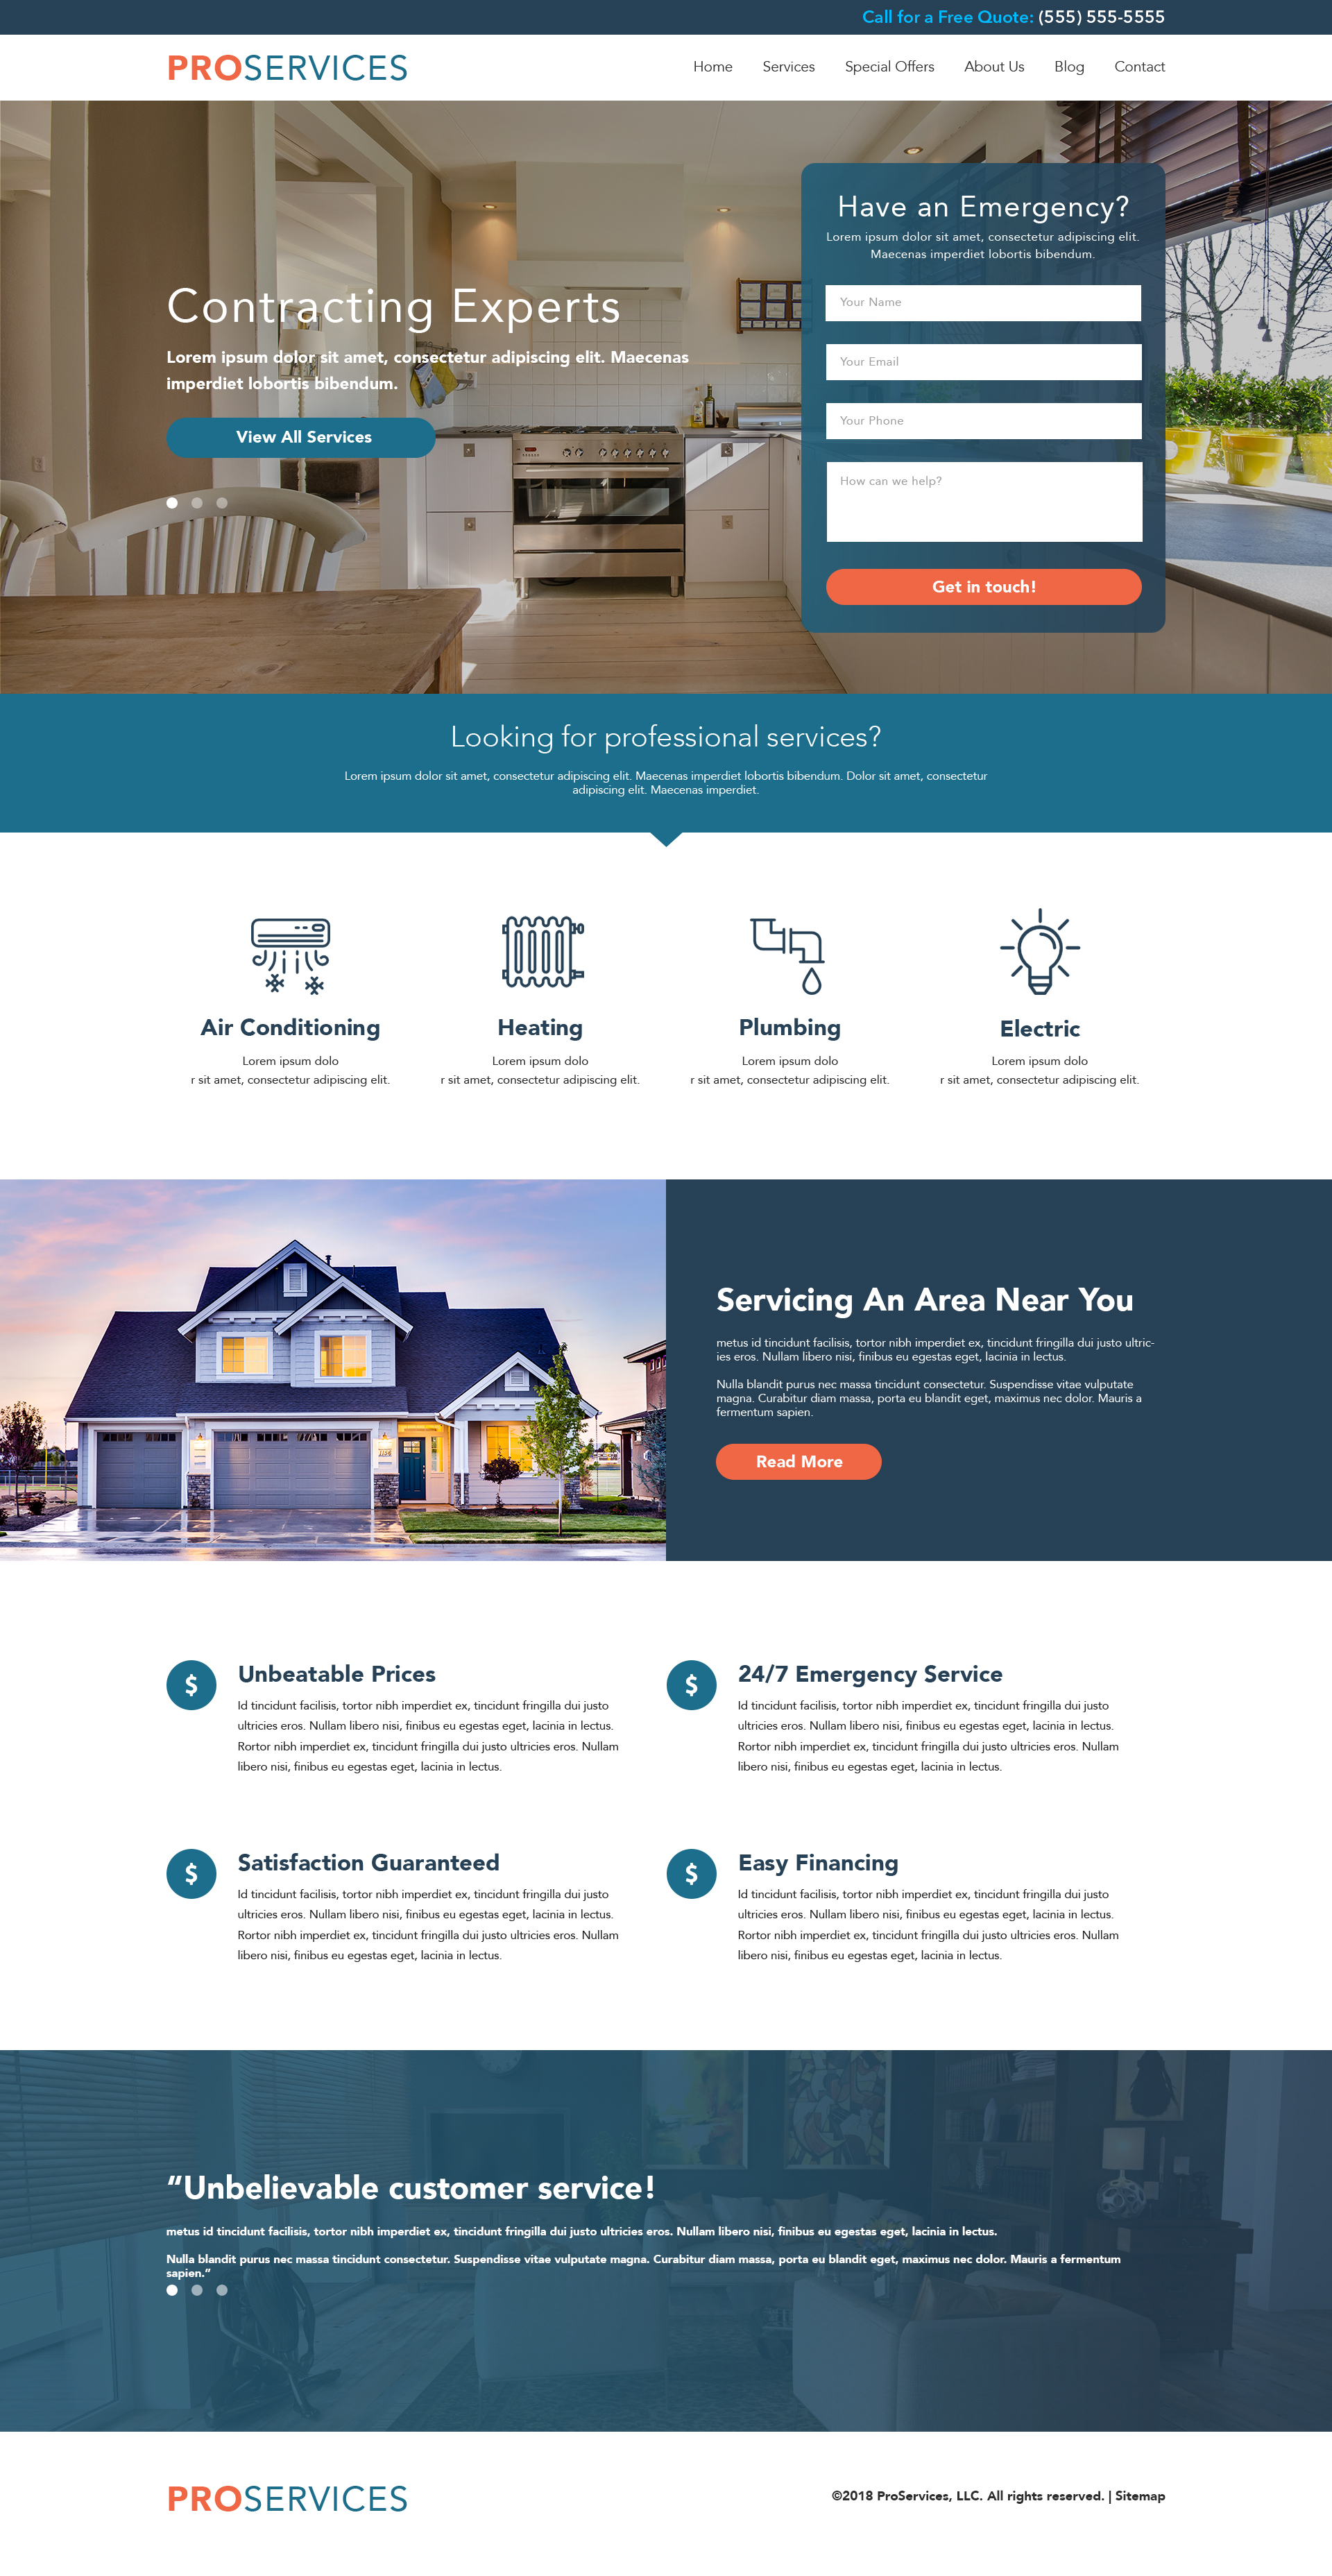 Call for a Free Quote: (555) 555-5555
PROSERVICES
Home Services Special Offers About Us Blog Contact
Contracting Experts
Lorem ipsum dolor sit amet, consectetur adipiscing elit. Maecenas
imperdiet lobortis bibendum.
View All Services
Have an Emergency?
Lorem ipsum dolor sit amet, consectetur adipiscing elit.
Maecenas imperdiet lobortis bibendum.
Your Name
Your Email
Your Phone
How can we help?
Get in touch!
Looking for professional services?
Lorem ipsum dolor sit amet, consectetur adipiscing elit. Maecenas imperdiet lobortis bibendum. Dolor sit amet, consectetur
adipiscing elit. Maecenas imperdiet.
Air Conditioning
Lorem ipsum dolo
r sit amet, consectetur adipiscing elit.
Heating
Lorem ipsum dolo
r sit amet, consectetur adipiscing elit.
Plumbing
Lorem ipsum dolo
r sit amet, consectetur adipiscing elit.
Electric
Lorem ipsum dolo
r sit amet, consectetur adipiscing elit.
Servicing An Area Near You
metus id tincidunt facilisis, tortor nibh imperdiet ex, tincidunt fringilla dui justo ultric-
ies eros. Nullam libero nisi, finibus eu egestas eget, lacinia in lectus.
Nulla blandit purus nec massa tincidunt consectetur. Suspendisse vitae vulputate
magna. Curabitur diam massa, porta eu blandit eget, maximus nec dolor. Mauris a
fermentum sapien.
Read More
$
Unbeatable Prices
Id tincidunt facilisis, tortor nibh imperdiet ex, tincidunt fringilla dui justo
ultricies eros. Nullam libero nisi, finibus eu egestas eget, lacinia in lectus.
Rortor nibh imperdiet ex, tincidunt fringilla dui justo ultricies eros. Nullam
libero nisi, finibus eu egestas eget, lacinia in lectus.
$
24/7 Emergency Service
Id tincidunt facilisis, tortor nibh imperdiet ex, tincidunt fringilla dui justo
ultricies eros. Nullam libero nisi, finibus eu egestas eget, lacinia in lectus.
Rortor nibh imperdiet ex, tincidunt fringilla dui justo ultricies eros. Nullam
libero nisi, finibus eu egestas eget, lacinia in lectus.
$
Satisfaction Guaranteed
Id tincidunt facilisis, tortor nibh imperdiet ex, tincidunt fringilla dui justo
ultricies eros. Nullam libero nisi, finibus eu egestas eget, lacinia in lectus.
Rortor nibh imperdiet ex, tincidunt fringilla dui justo ultricies eros. Nullam
libero nisi, finibus eu egestas eget, lacinia in lectus.
$
Easy Financing
Id tincidunt facilisis, tortor nibh imperdiet ex, tincidunt fringilla dui justo
ultricies eros. Nullam libero nisi, finibus eu egestas eget, lacinia in lectus.
Rortor nibh imperdiet ex, tincidunt fringilla dui justo ultricies eros. Nullam
libero nisi, finibus eu egestas eget, lacinia in lectus.
“Unbelievable customer service!
metus id tincidunt facilisis, tortor nibh imperdiet ex, tincidunt fringilla dui justo ultricies eros. Nullam libero nisi, finibus eu egestas eget, lacinia in lectus.
Nulla blandit purus nec massa tincidunt consectetur. Suspendisse vitae vulputate magna. Curabitur diam massa, porta eu blandit eget, maximus nec dolor. Mauris a fermentum
sapien.”
PROSERVICES
©2018 ProServices, LLC. All rights reserved. | Sitemap